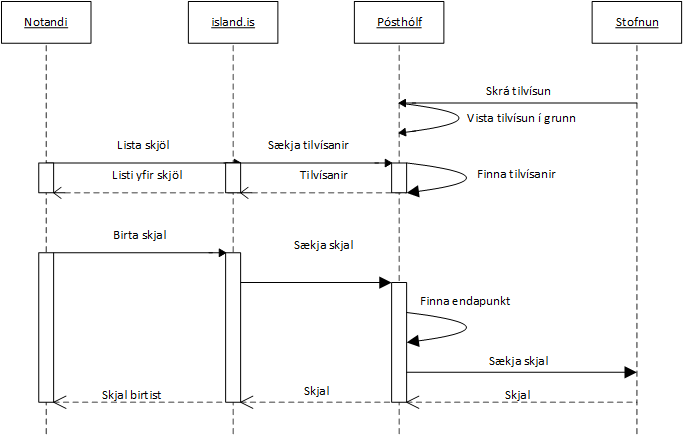 Notandi
island.is
Pósthólf
Stofnun
Skrá tilvísun
Vista tilvísun í grunn
Lista skjöl
Sækja tilvísanir
Listi yfir skjöl
Tilvísanir
Finna tilvísanir
Birta skjal
Sækja skjal
Finna endapunkt
Sækja skjal
Skjal birtist
Skjal
Skjal